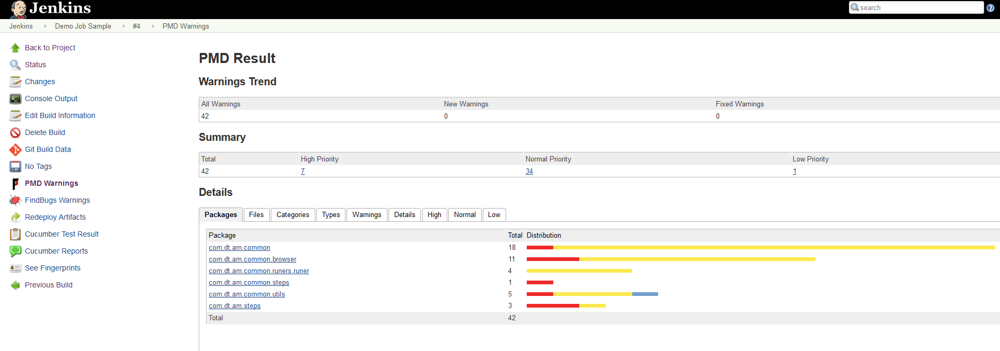 Jenkins
search
Jenkins Demo Job Sample #4 PMD Warnings
Back to Project
Status
Changes
Console Output
Edit Build Information
Delete Build
Git Build Data
No Tags
PMD Warnings
FindBugs Warnings
Redeploy Artifacts
Cucumber Test Result
Cucumber Reports
See Fingerprints
Previous Build
PMD Result
Warnings Trend
All Warnings New Warnings Fixed Warnings
42 0 0
Summary
Total High Priority Normal Priority Low Priority
42 7 34 1
Details
Packages Files Categories Types Warnings Details High Normal Low
Package Total Distribution
com.dt.am.common 18
com.dt.am.common.browser 11
com.dt.am.common.runers.runer 4
com.dt.am.common.steps 1
com.dt.am.common.utils 5
com.dt.am.steps 3
Total 42